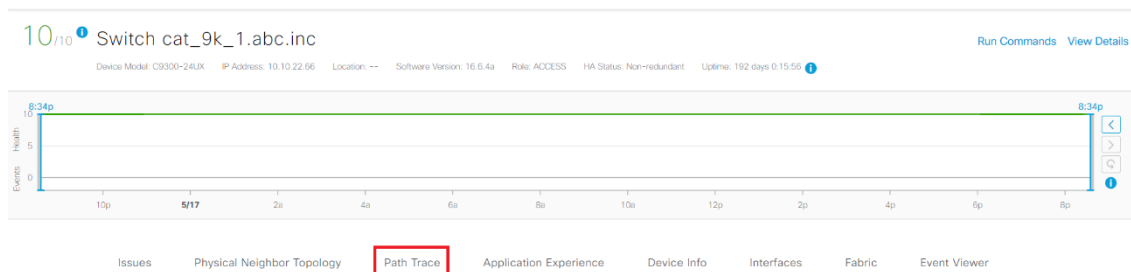 10/10 i Switch cat_9k_1.abc.inc
Run Commands View Details
Device Model: C9300-24UX IP Address: 10.10.22.66 Location: -- Software Version: 16.6.4a Role: ACCESS HA Status: Non-redundant Uptime: 192 days 0:15:56 i
8:34p 8:34p
10
Health
5
Events
0
i
10p 5/17 2a 4a 6a 8a 10a 12p 2p 4p 6p 8p
Issues Physical Neighbor Topology Path Trace Application Experience Device Info Interfaces Fabric Event Viewer